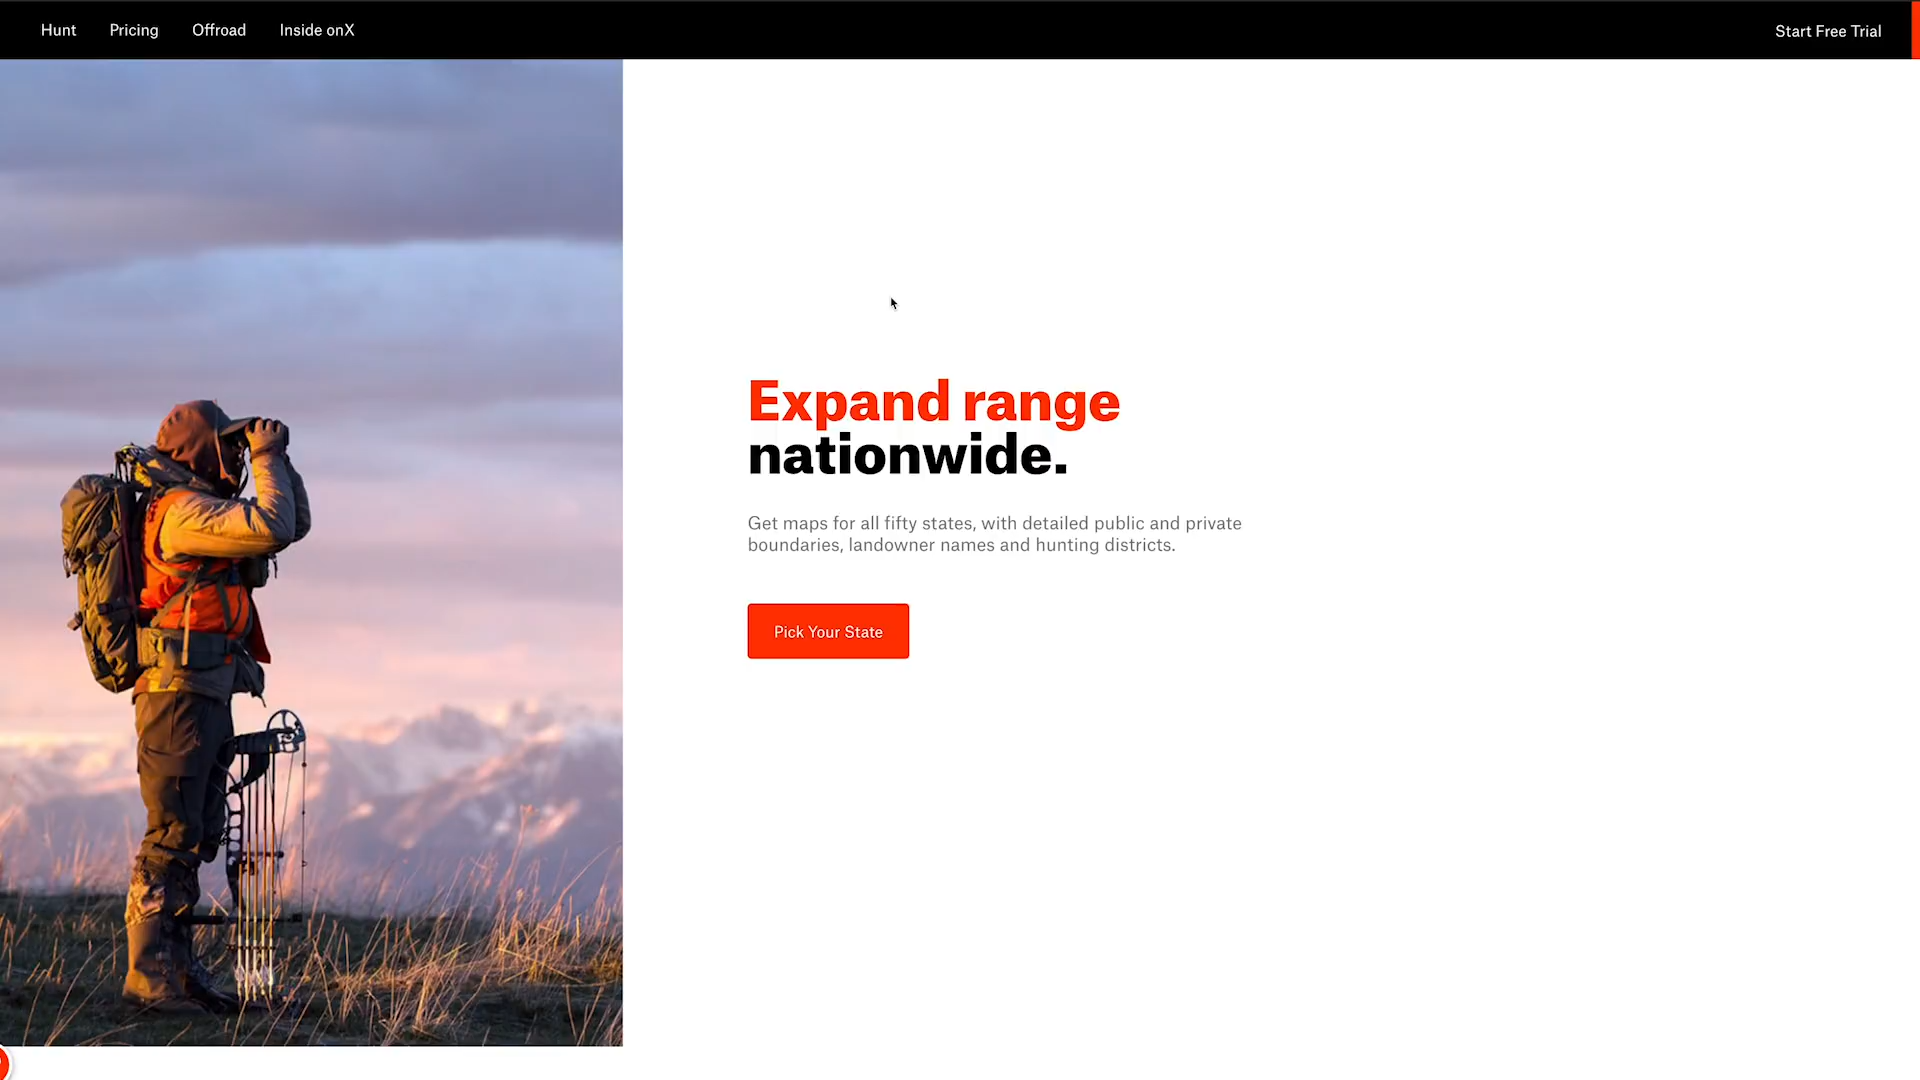 Hunt
Pricing
Offroad
Inside onX
Start Free Trial
Expand range
nationwide.
Get maps for all fifty states, with detailed public and private
boundaries, landowner names and hunting districts.
Pick Your State